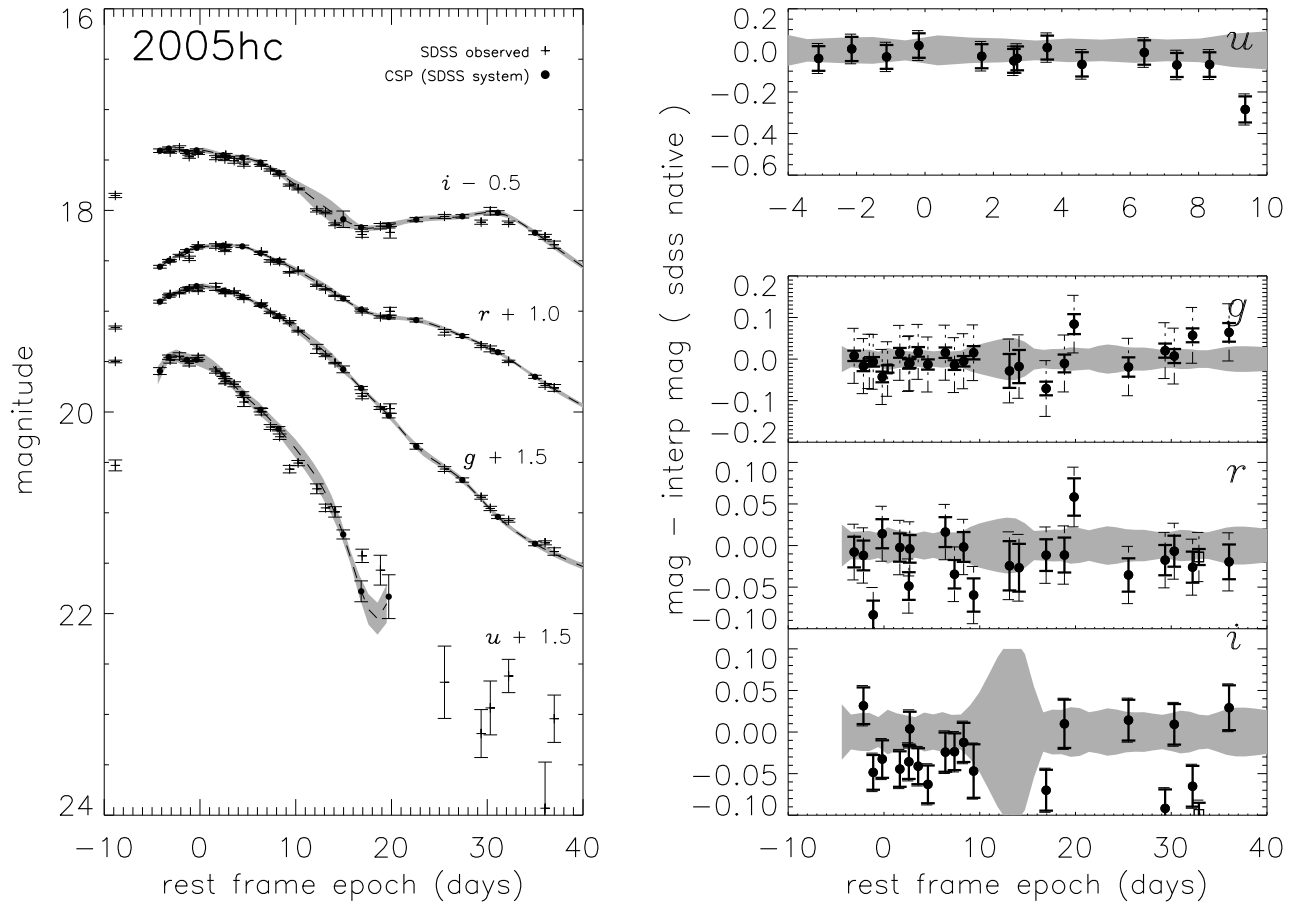 2005hc
SDSS observed +
CSP (SDSS system) ●
i − 0.5
r + 1.0
g + 1.5
u + 1.5
16
18
20
22
24
magnitude
−10 0 10 20 30 40
rest frame epoch (days)
mag − interp mag ( sdss native )
u
0.2
0.0
−0.2
−0.4
−0.6
−4 −2 0 2 4 6 8 10
g
0.2
0.1
0.0
−0.1
−0.2
r
0.10
0.05
0.00
−0.05
−0.10
i
0.10
0.05
0.00
−0.05
−0.10
−10 0 10 20 30 40
rest frame epoch (days)